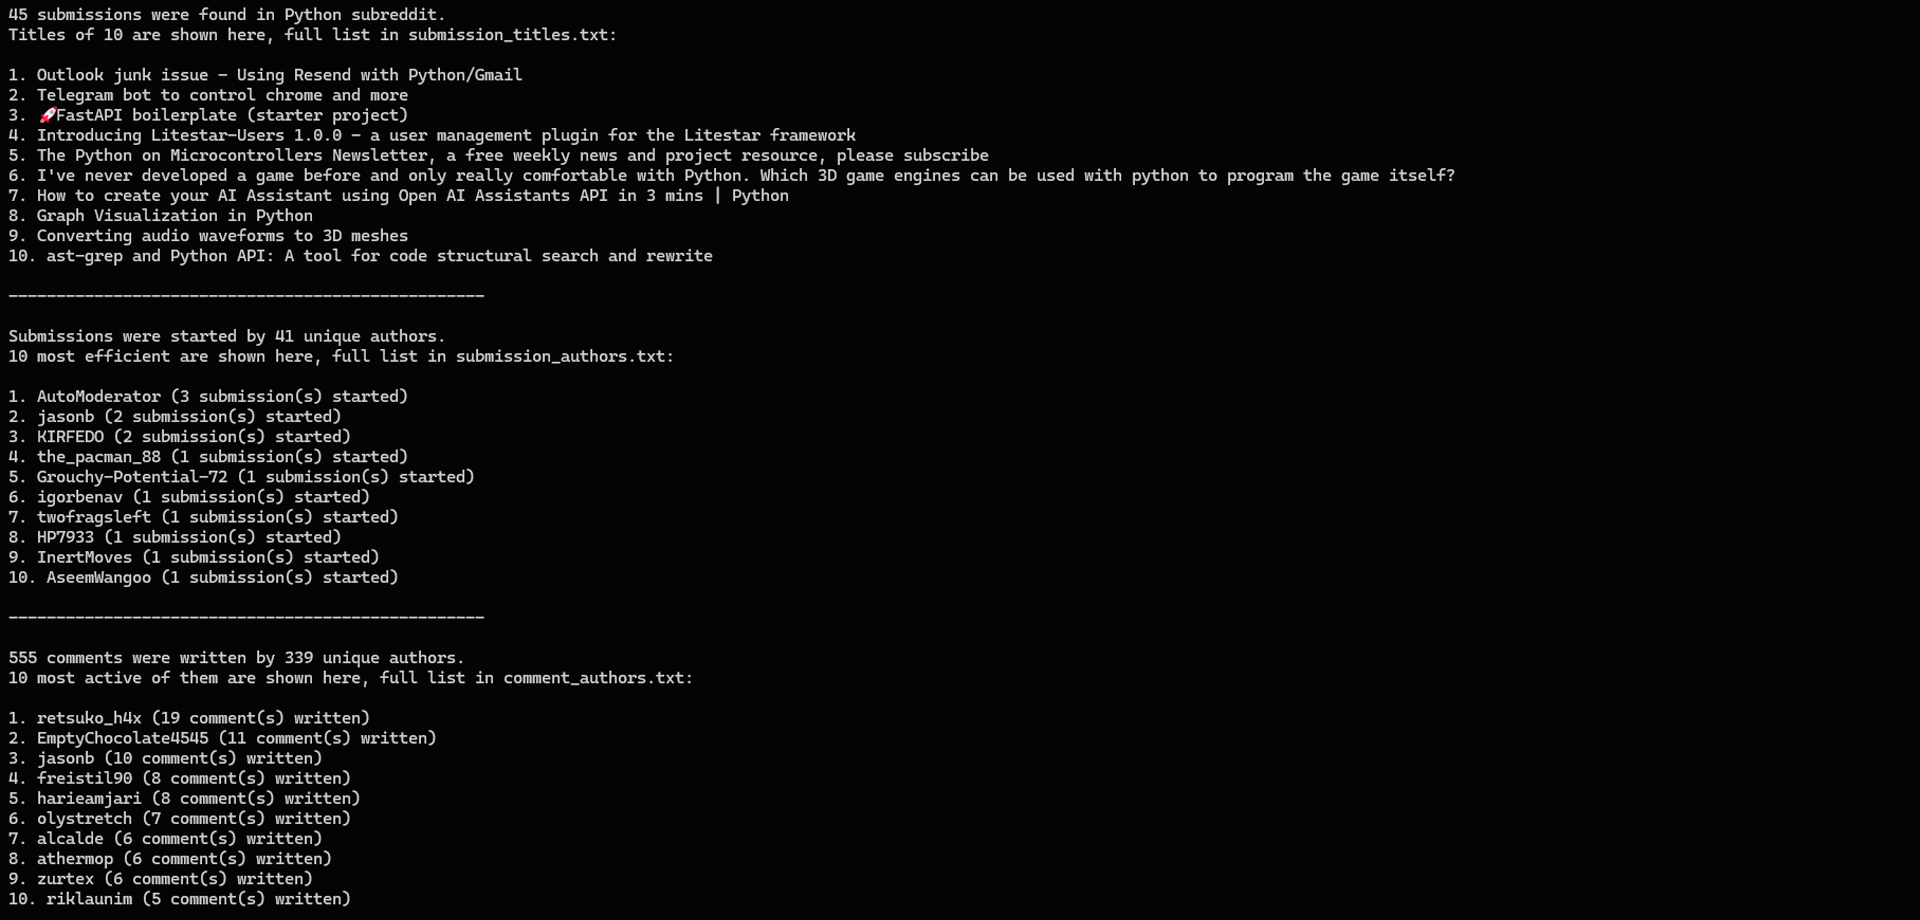 45 submissions were found in Python subreddit.
Titles of 10 are shown here, full list in submission_titles.txt:
1. Outlook junk issue - Using Resend with Python/Gmail
2. Telegram bot to control chrome and more
3. 🚀FastAPI boilerplate (starter project)
4. Introducing Litestar-Users 1.0.0 - a user management plugin for the Litestar framework
5. The Python on Microcontrollers Newsletter, a free weekly news and project resource, please subscribe
6. I've never developed a game before and only really comfortable with Python. Which 3D game engines can be used with python to program the game itself?
7. How to create your AI Assistant using Open AI Assistants API in 3 mins | Python
8. Graph Visualization in Python
9. Converting audio waveforms to 3D meshes
10. ast-grep and Python API: A tool for code structural search and rewrite
--------------------------------------------------
Submissions were started by 41 unique authors.
10 most efficient are shown here, full list in submission_authors.txt:
1. AutoModerator (3 submission(s) started)
2. jasonb (2 submission(s) started)
3. KIRFEDO (2 submission(s) started)
4. the_pacman_88 (1 submission(s) started)
5. Grouchy-Potential-72 (1 submission(s) started)
6. igorbenav (1 submission(s) started)
7. twofragsleft (1 submission(s) started)
8. HP7933 (1 submission(s) started)
9. InertMoves (1 submission(s) started)
10. AseemWangoo (1 submission(s) started)
--------------------------------------------------
555 comments were written by 339 unique authors.
10 most active of them are shown here, full list in comment_authors.txt:
1. retsuko_h4x (19 comment(s) written)
2. EmptyChocolate4545 (11 comment(s) written)
3. jasonb (10 comment(s) written)
4. freistil90 (8 comment(s) written)
5. harieamjari (8 comment(s) written)
6. olystretch (7 comment(s) written)
7. alcalde (6 comment(s) written)
8. athermop (6 comment(s) written)
9. zurtex (6 comment(s) written)
10. riklaunim (5 comment(s) written)